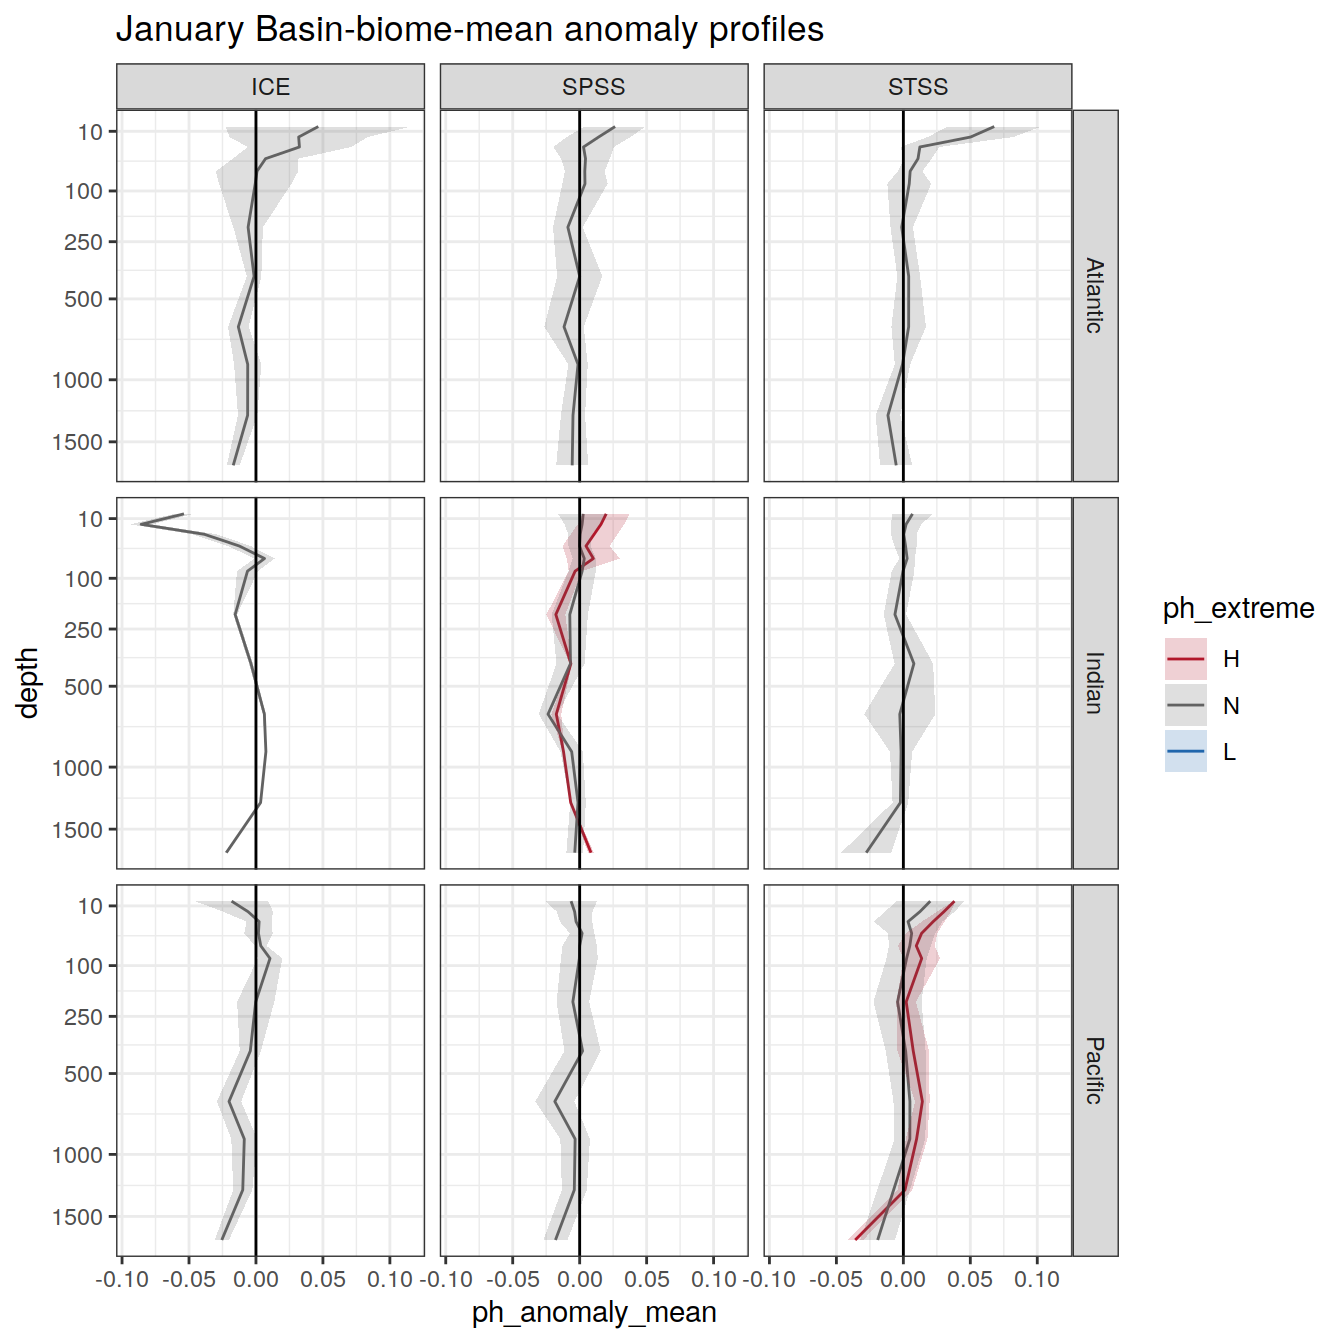 January Basin-biome-mean anomaly profiles
ICE SPSS STSS
10
100
250
500
1000
1500
Atlantic
10
100
250
500
1000
1500
Indian
10
100
250
500
1000
1500
Pacific
depth
-0.10 -0.05 0.00 0.05 0.10 -0.10 -0.05 0.00 0.05 0.10 -0.10 -0.05 0.00 0.05 0.10
ph_anomaly_mean
ph_extreme
H
N
L